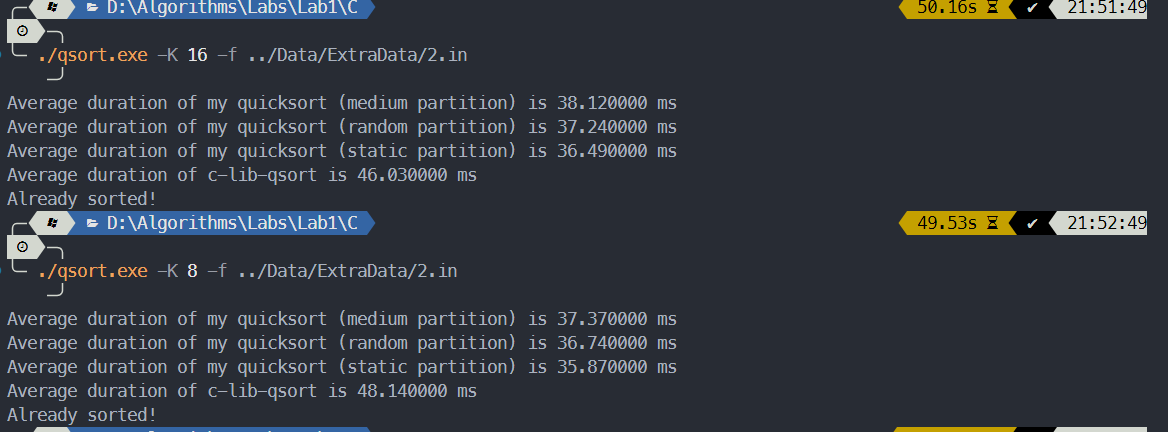 D:\Algorithms\Labs\Lab1\C 50.16s ✔ 21:51:49
./qsort.exe -K 16 -f ../Data/ExtraData/2.in
Average duration of my quicksort (medium partition) is 38.120000 ms
Average duration of my quicksort (random partition) is 37.240000 ms
Average duration of my quicksort (static partition) is 36.490000 ms
Average duration of c-lib-qsort is 46.030000 ms
Already sorted!
D:\Algorithms\Labs\Lab1\C 49.53s ✔ 21:52:49
./qsort.exe -K 8 -f ../Data/ExtraData/2.in
Average duration of my quicksort (medium partition) is 37.370000 ms
Average duration of my quicksort (random partition) is 36.740000 ms
Average duration of my quicksort (static partition) is 35.870000 ms
Average duration of c-lib-qsort is 48.140000 ms
Already sorted!